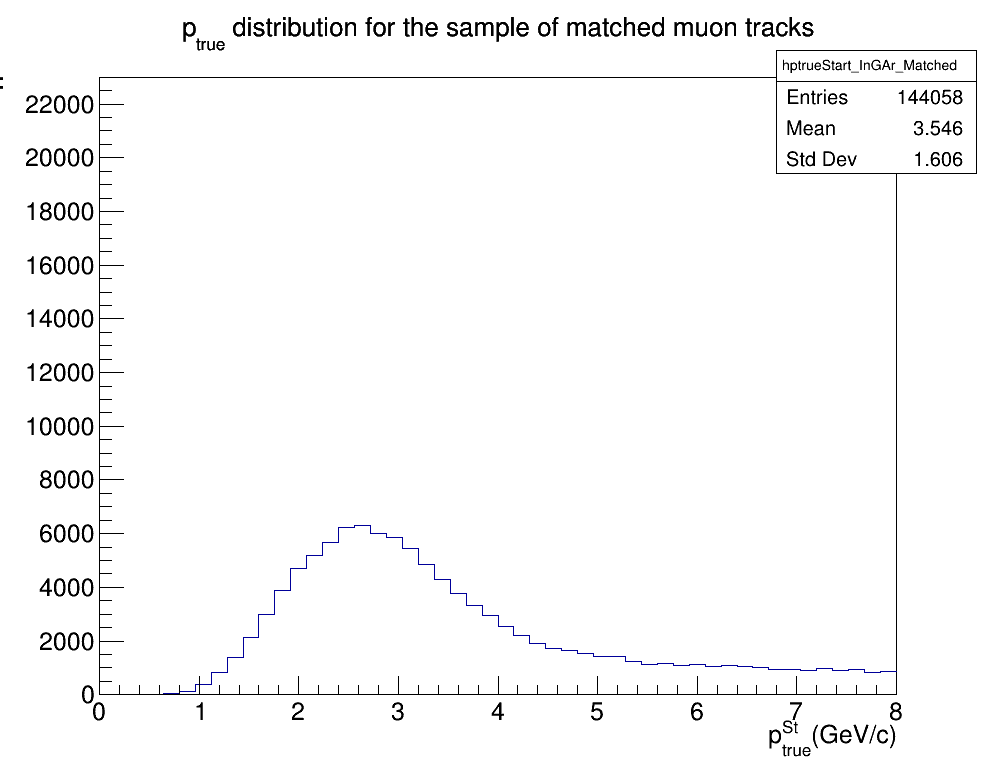 p_true distribution for the sample of matched muon tracks
hptrueStart_InGAr_Matched
Entries 144058
Mean 3.546
Std Dev 1.606
22000
20000
18000
16000
14000
12000
10000
8000
6000
4000
2000
0
0 1 2 3 4 5 6 7 8
p^St_true (GeV/c)